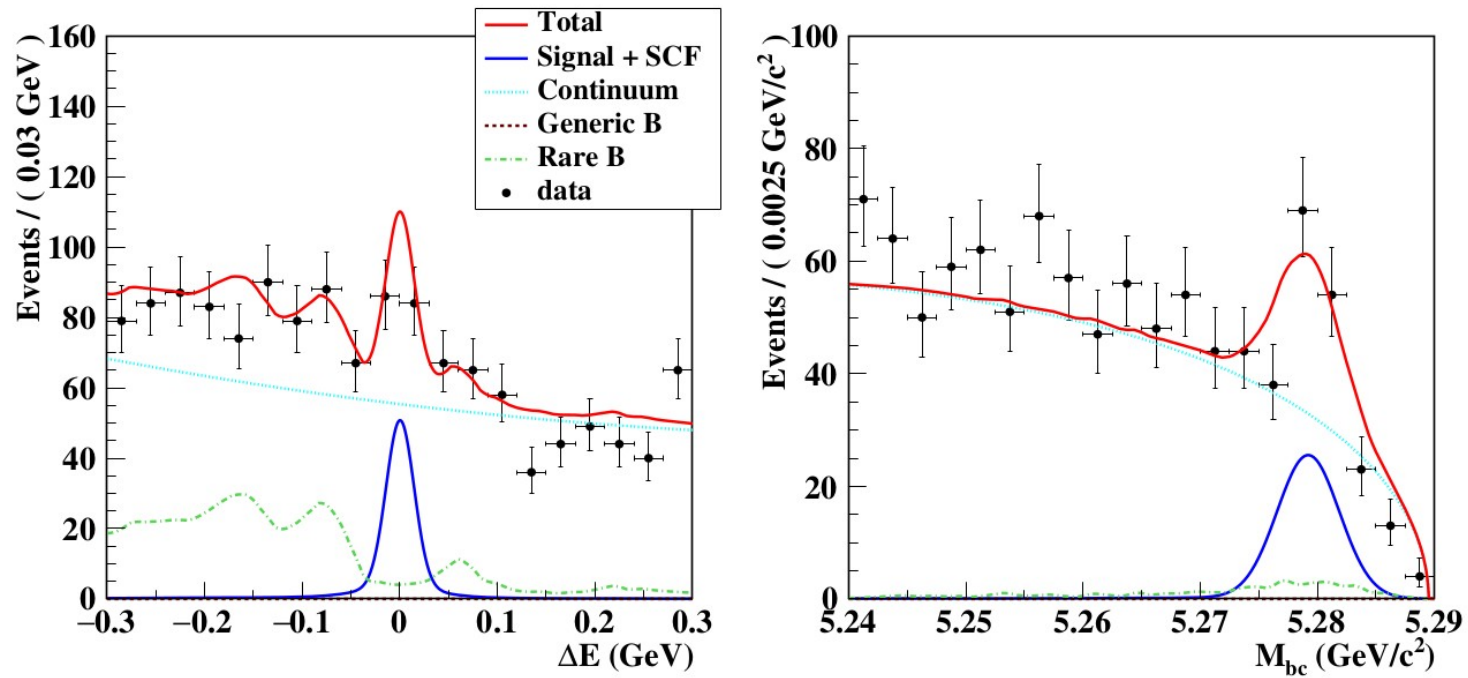 Events / ( 0.03 GeV )
160
140
120
100
80
60
40
20
0
−0.3 −0.2 −0.1 0 0.1 0.2 0.3
ΔE (GeV)
Total
Signal + SCF
Continuum
Generic B
Rare B
data
Events / ( 0.0025 GeV/c²)
100
80
60
40
20
0
5.24 5.25 5.26 5.27 5.28 5.29
M_bc (GeV/c²)